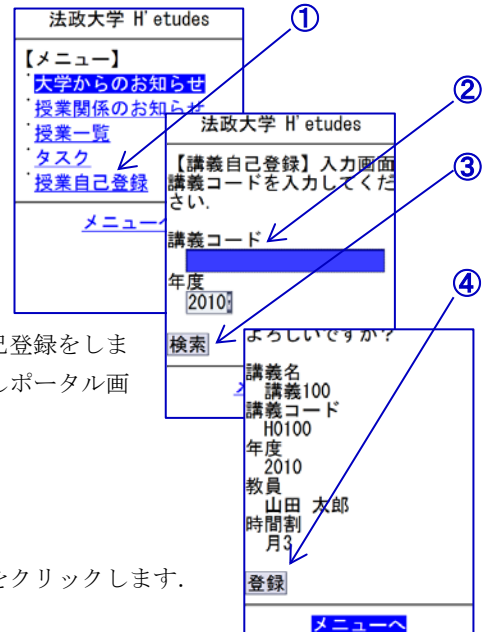 法政大学 H'etudes
①
【メニュー】
大学からのお知らせ
授業関係のお知らせ
授業一覧
タスク
授業自己登録
メニューへ
法政大学 H'etudes
②
【講義自己登録】入力画面
講義コードを入力してくだ
さい.
③
講義コード
年度
2010
検索
④
己登録をしま
しポータル画
よろしいですか？
講義名
講義100
講義コード
H0100
年度
2010
教員
山田 太郎
時間割
月3
登録
をクリックします.
メニューへ